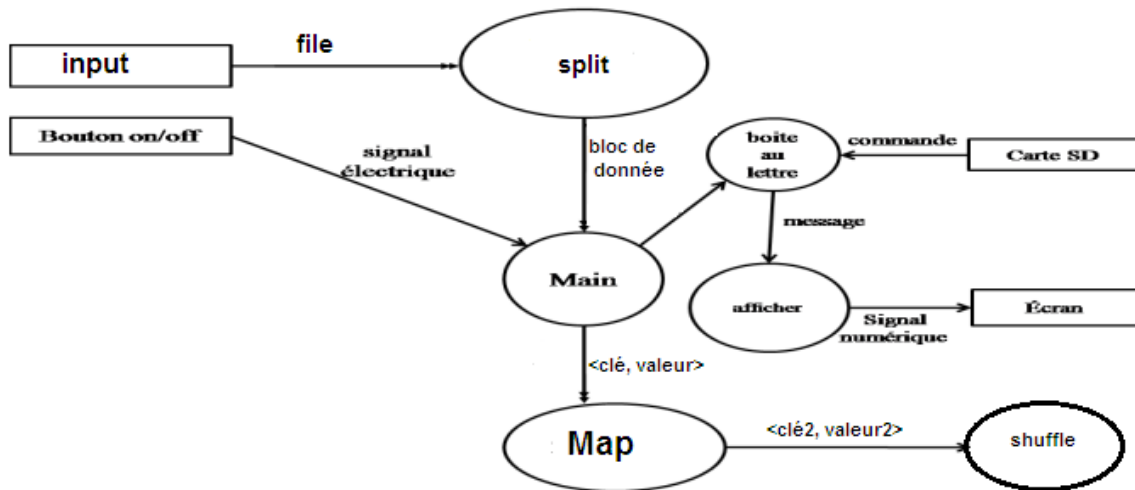 file
input
split
Bouton on/off
signal
électrique
bloc de
donnée
boite
au
lettre
commande
Carte SD
message
Main
afficher
Signal
numérique
Écran
<clé, valeur>
Map
<clé2, valeur2>
shuffle